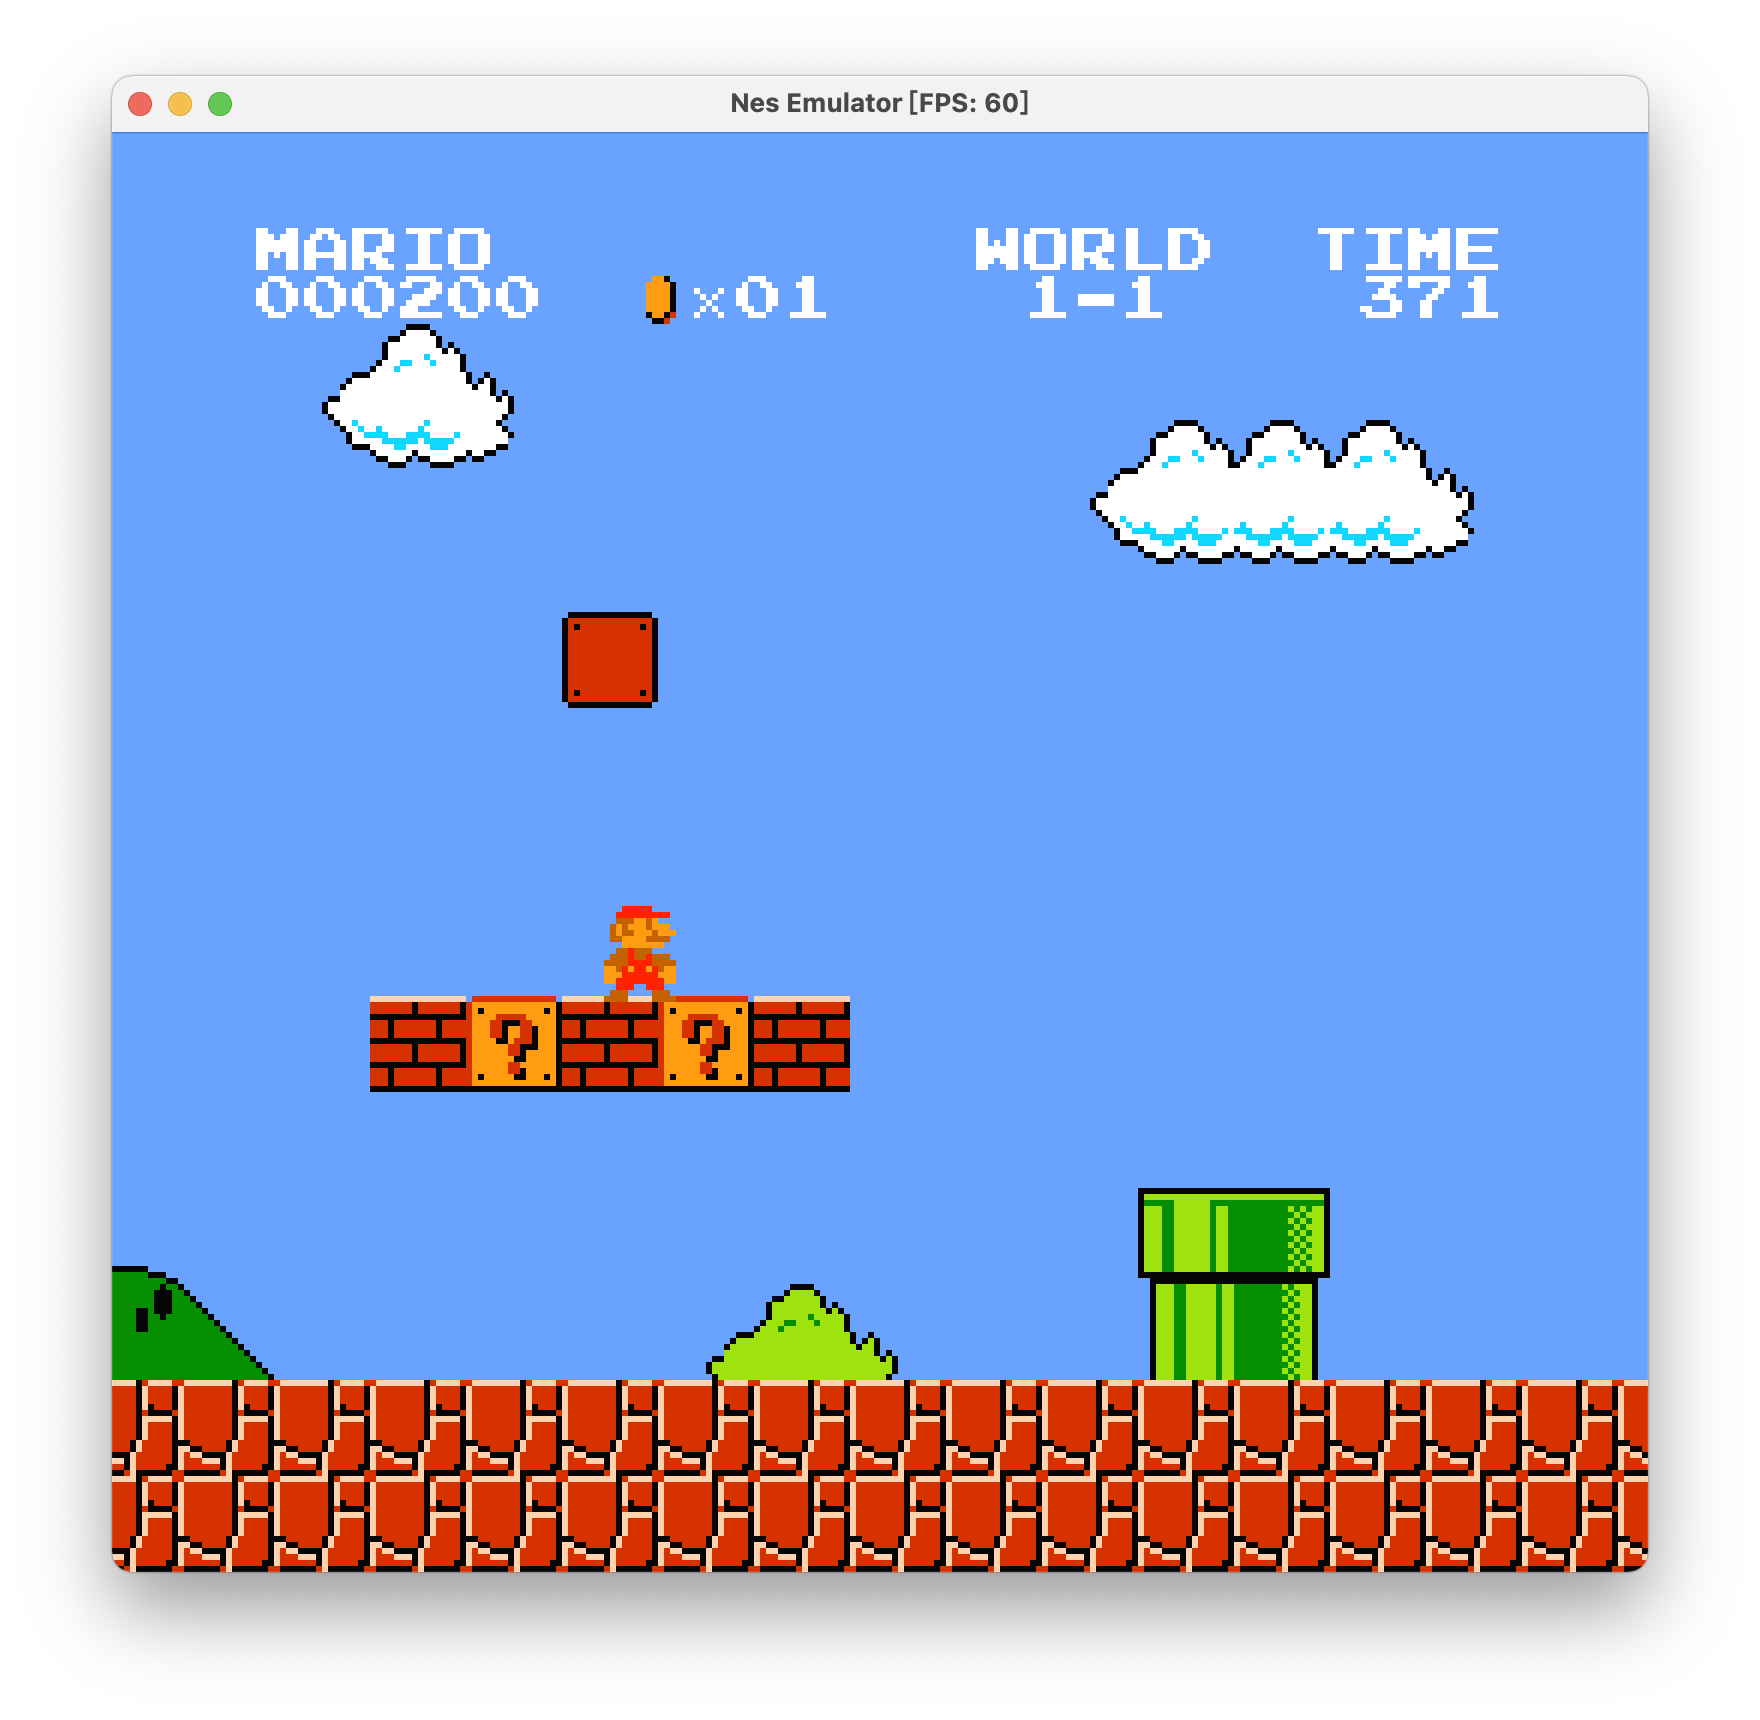 Nes Emulator [FPS: 60]
MARIO WORLD TIME
000200 x01 1-1 371
? ?